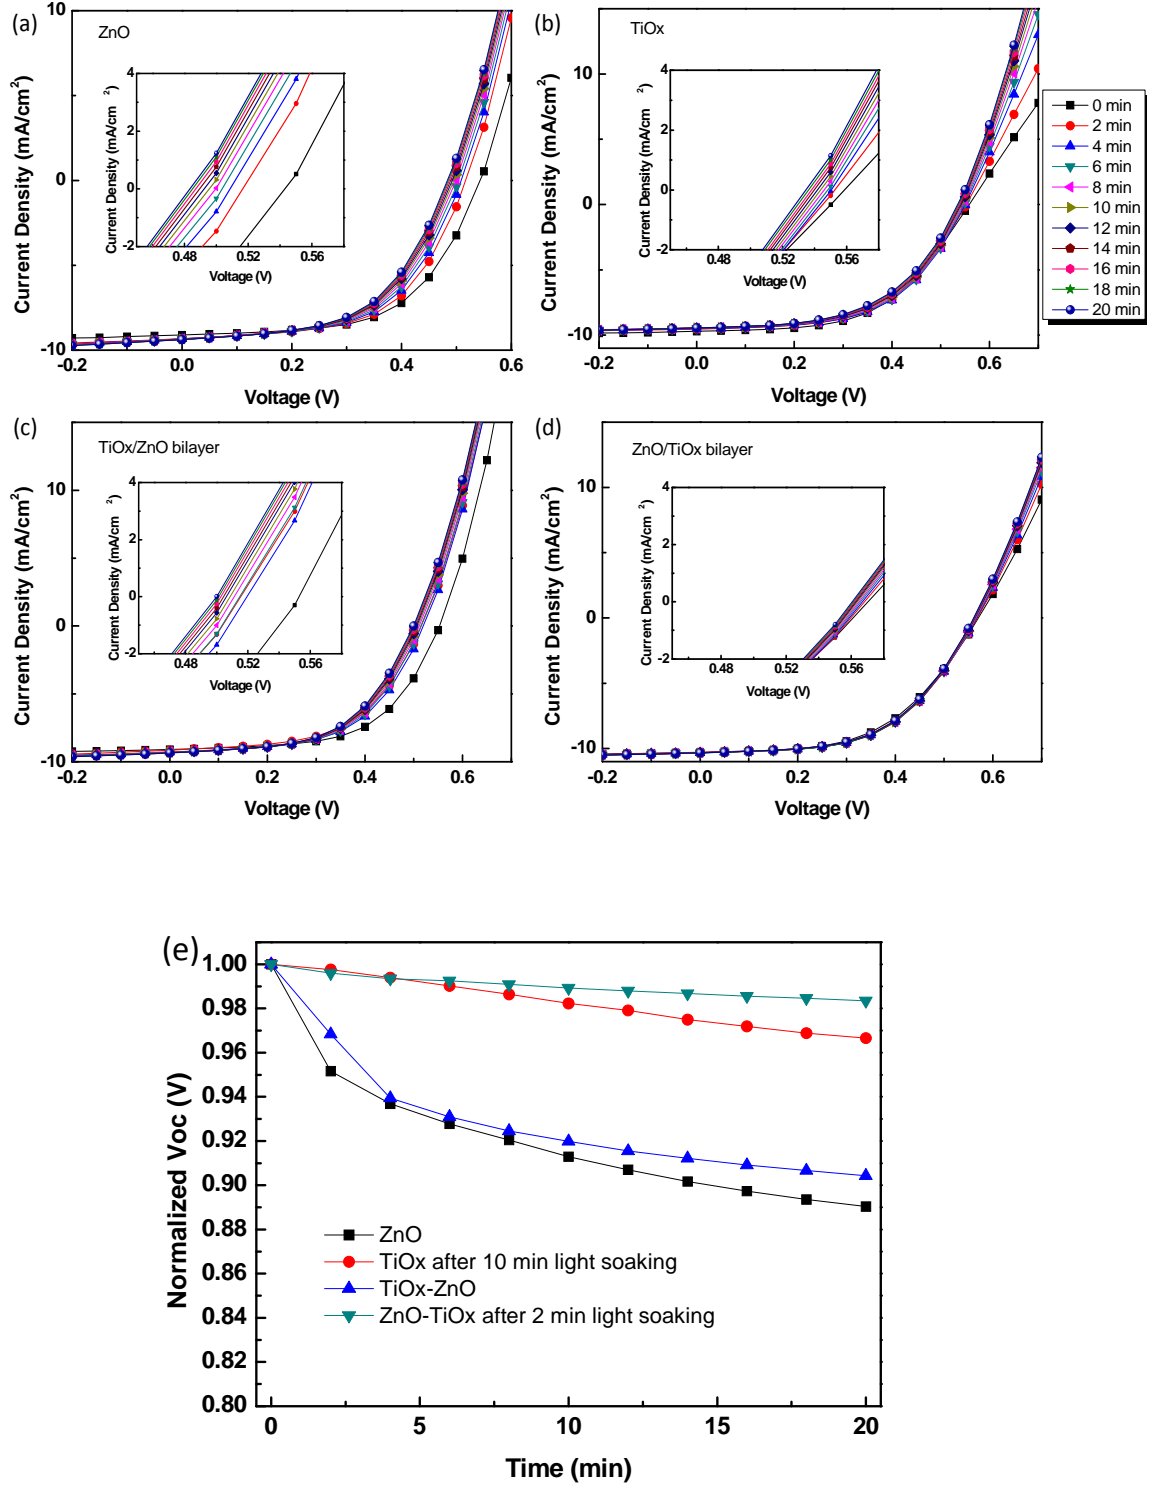 (a)
ZnO
10
0
-10
Current Density (mA/cm²)
-0.2 0.0 0.2 0.4 0.6
Voltage (V)
4
2
0
-2
Current Density (mA/cm²)
0.48 0.52 0.56
Voltage (V)
(b)
TiOx
10
0
-10
Current Density (mA/cm²)
-0.2 0.0 0.2 0.4 0.6
Voltage (V)
4
2
0
-2
Current Density (mA/cm²)
0.48 0.52 0.56
Voltage (V)
0 min
2 min
4 min
6 min
8 min
10 min
12 min
14 min
16 min
18 min
20 min
(c)
TiOx/ZnO bilayer
10
0
-10
Current Density (mA/cm²)
-0.2 0.0 0.2 0.4 0.6
Voltage (V)
4
2
0
-2
Current Density (mA/cm²)
0.48 0.52 0.56
Voltage (V)
(d)
ZnO/TiOx bilayer
10
0
-10
Current Density (mA/cm²)
-0.2 0.0 0.2 0.4 0.6
Voltage (V)
4
2
0
-2
Current Density (mA/cm²)
0.48 0.52 0.56
Voltage (V)
(e)
1.00
0.98
0.96
0.94
0.92
0.90
0.88
0.86
0.84
0.82
0.80
Normalized Voc (V)
ZnO
TiOx after 10 min light soaking
TiOx-ZnO
ZnO-TiOx after 2 min light soaking
0 5 10 15 20
Time (min)